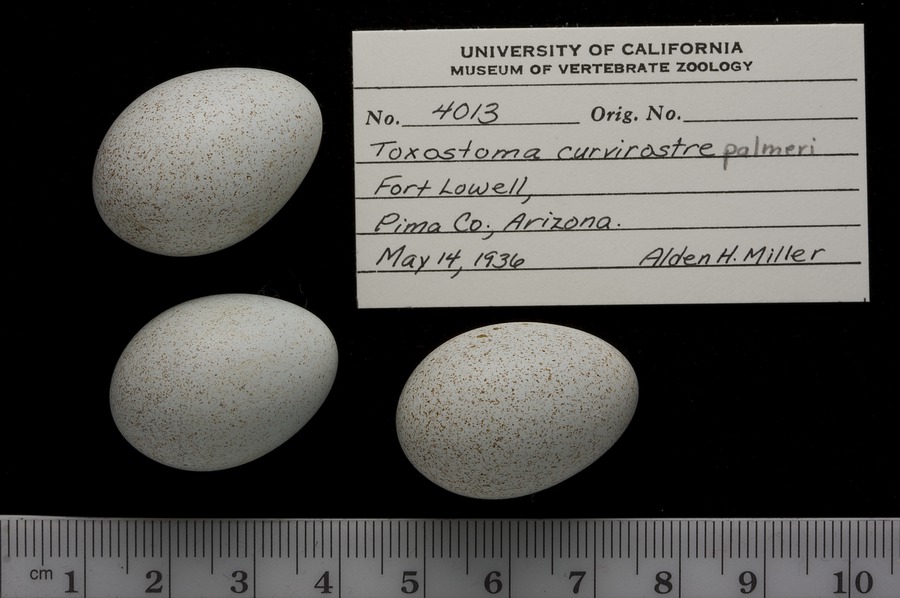 UNIVERSITY OF CALIFORNIA
MUSEUM OF VERTEBRATE ZOOLOGY
No. 4013 Orig. No.
Toxostoma curvirostre palmeri
Fort Lowell,
Pima Co., Arizona.
May 14, 1936 Alden H. Miller
cm 1 2 3 4 5 6 7 8 9 10